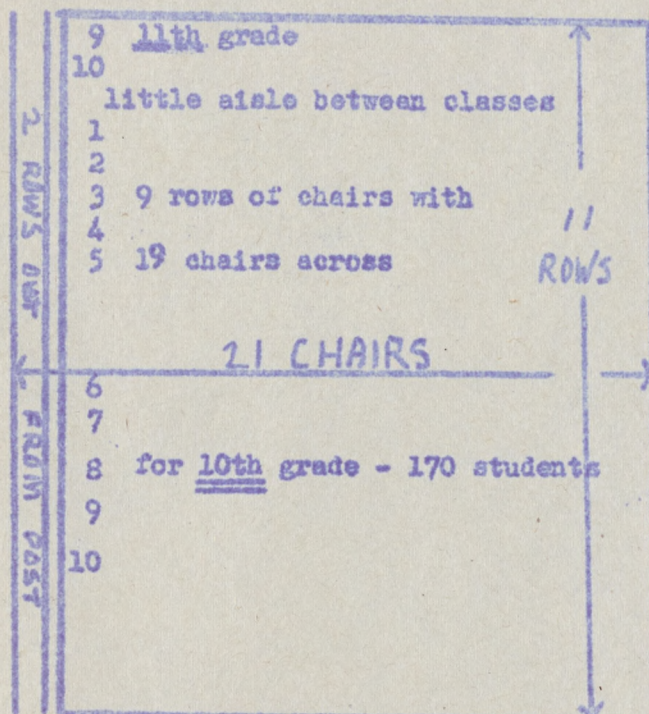 9 11th grade
10
little aisle between classes
1
2
3 9 rows of chairs with
4
5 19 chairs across
11
ROWS
21 CHAIRS
6
7
8 for 10th grade - 170 students
9
10
2 ROWS OUT FROM POST